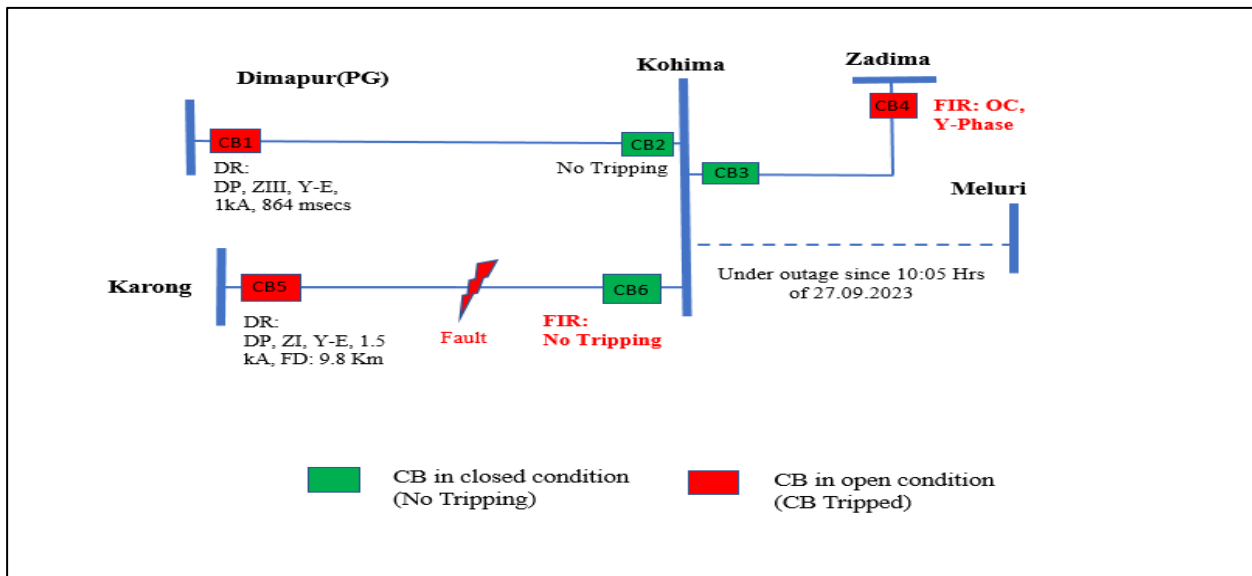 Dimapur(PG)
Kohima
Zadima
CB4
FIR: OC,
Y-Phase
CB1
CB2
DR:
DP, ZIII, Y-E,
1kA, 864 msecs
No Tripping
CB3
Meluri
Karong
CB5
CB6
Under outage since 10:05 Hrs
of 27.09.2023
DR:
DP, ZI, Y-E, 1.5
kA, FD: 9.8 Km
Fault
FIR:
No Tripping
CB in closed condition
(No Tripping)
CB in open condition
(CB Tripped)